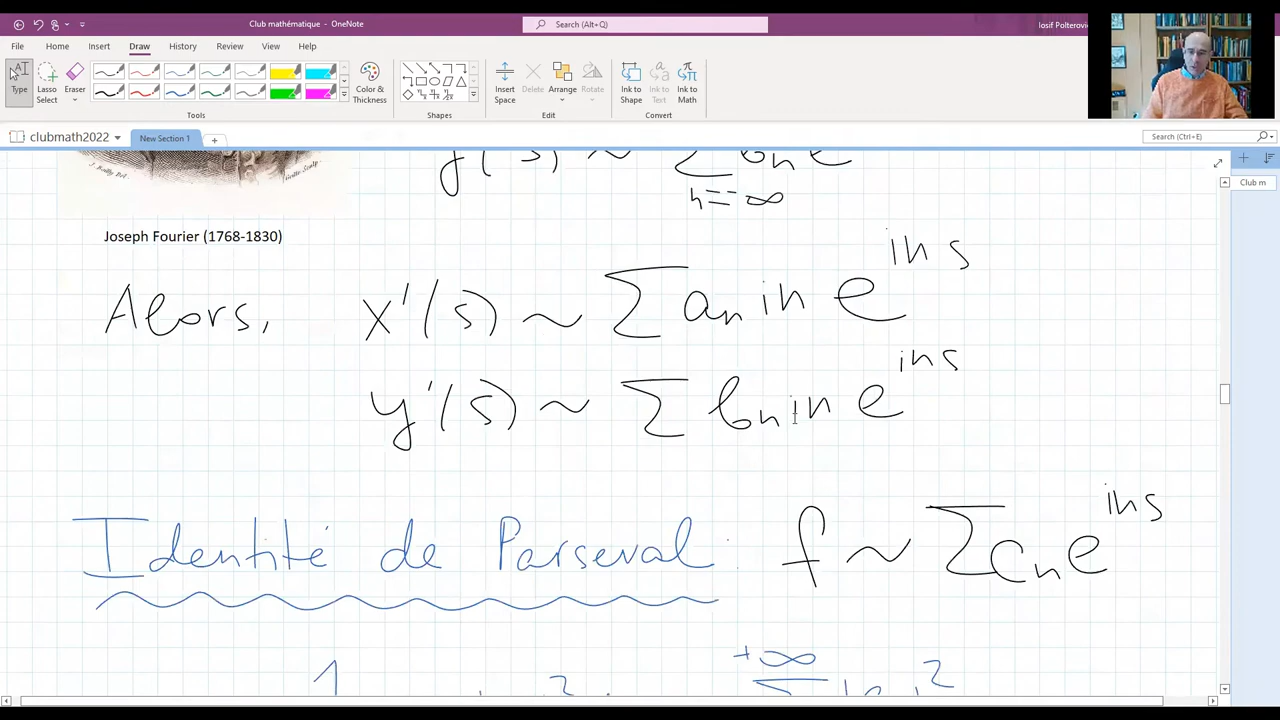 Club mathématique - OneNote
Search (Alt+Q)
Iosif Polterovi
File Home Insert Draw History Review View Help
Type
Lasso Select
Eraser
Color & Thickness
Insert Space
Delete
Arrange
Rotate
Ink to Shape
Ink to Text
Ink to Math
Tools
Shapes
Edit
Convert
clubmath2022
New Section 1
Search (Ctrl+E)
Club m
y(s) ~ ∑ bₙ e
n=-∞
Joseph Fourier (1768-1830)
Alors, x'(s) ~ ∑ aₙ in e^{ins}
y'(s) ~ ∑ bₙ in e^{ins}
Identité de Parseval : f ~ ∑ cₙ e^{ins}
+∞